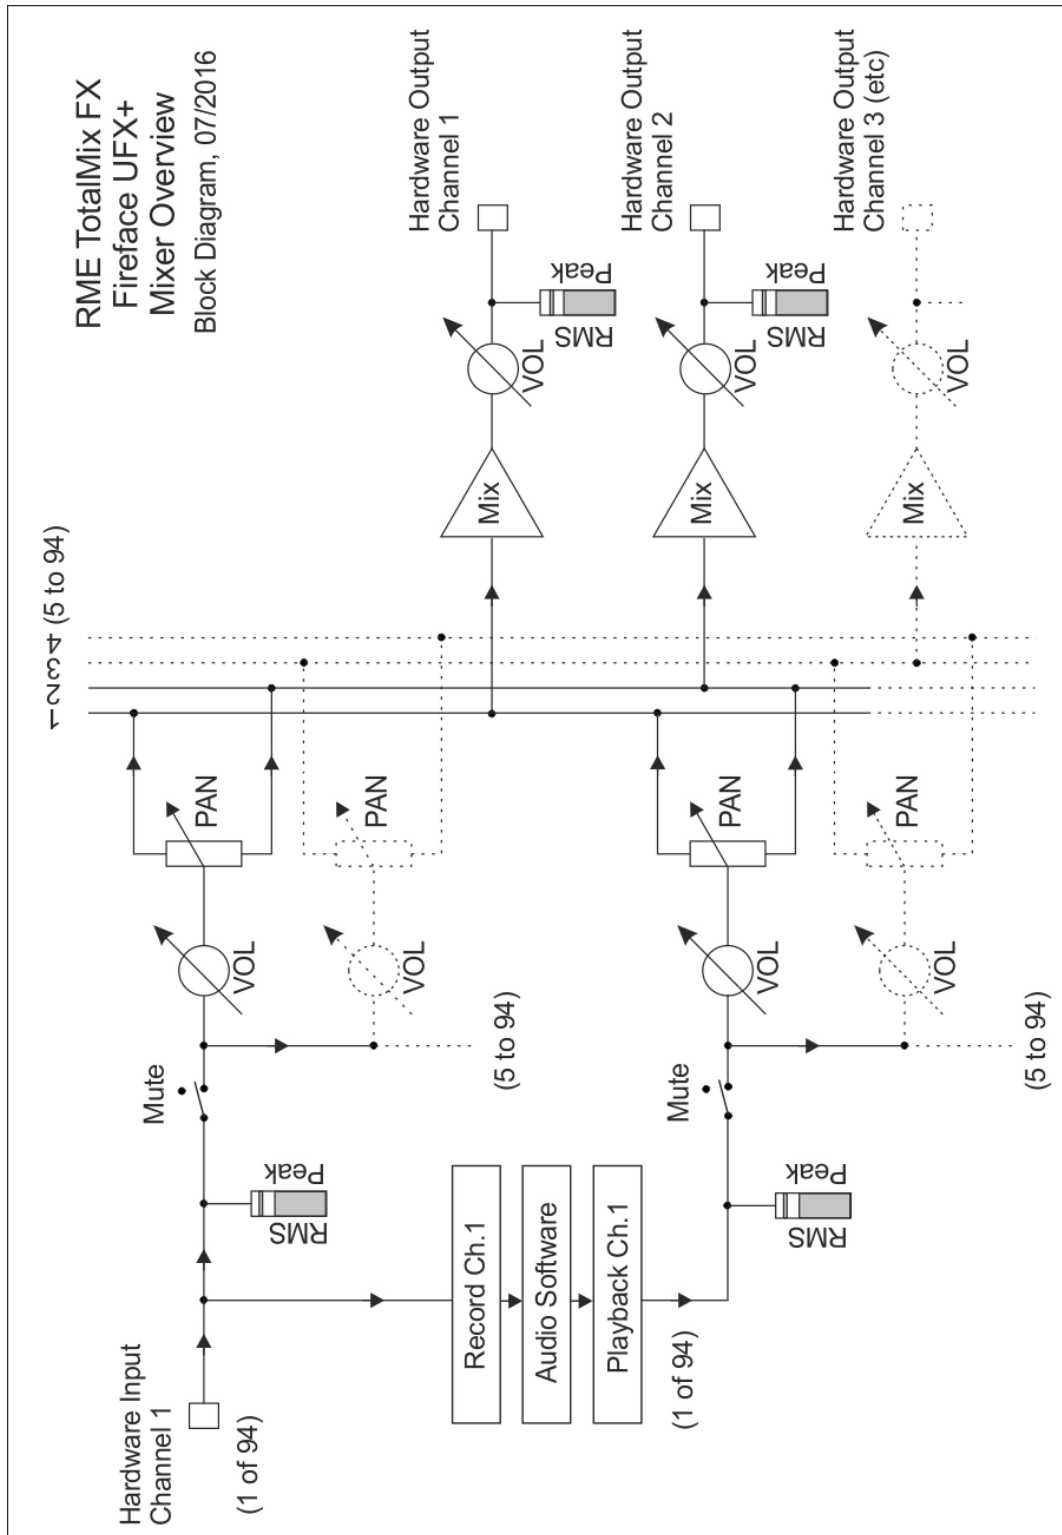 RME TotalMix FX
Fireface UFX+
Mixer Overview
Block Diagram, 07/2016
Hardware Input
Channel 1
(1 of 94)
RMS
Peak
Mute
VOL
PAN
VOL
PAN
(5 to 94)
1 2 3 4 (5 to 94)
Mix
VOL
RMS
Peak
Hardware Output
Channel 1
Record Ch.1
Audio Software
Playback Ch.1
(1 of 94)
RMS
Peak
Mute
VOL
PAN
VOL
PAN
(5 to 94)
Mix
VOL
RMS
Peak
Hardware Output
Channel 2
Mix
VOL
Hardware Output
Channel 3 (etc)